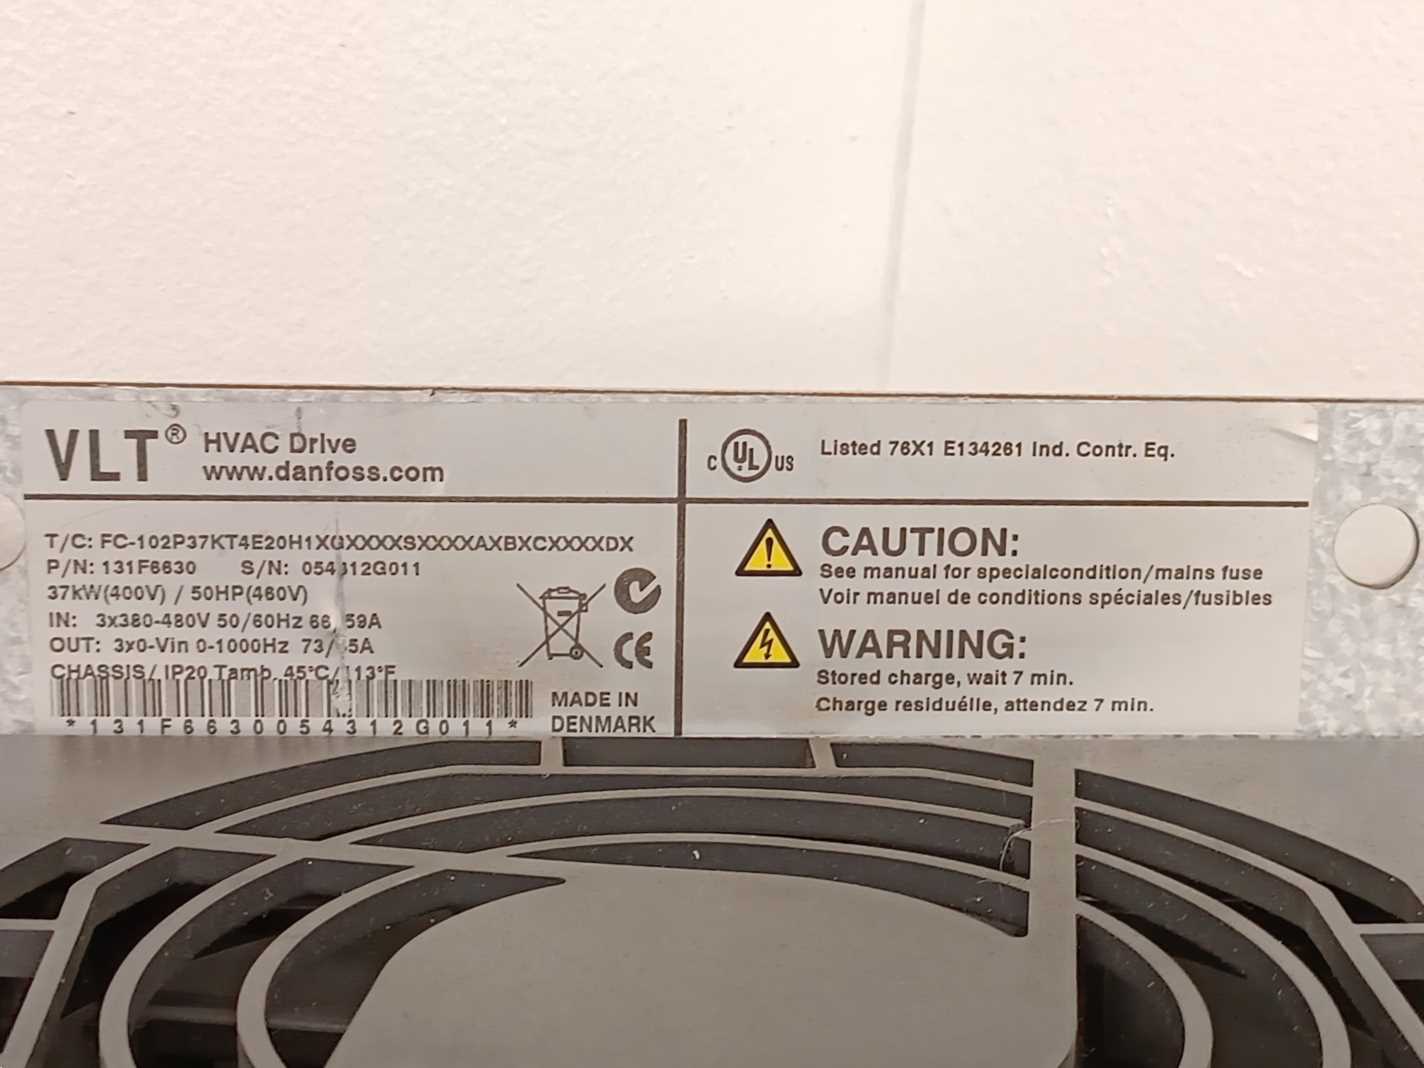 VLT® HVAC Drive
www.danfoss.com
T/C: FC-102P37KT4E20H1XGXXXXSXXXXAXBXCXXXXDX
P/N: 131F6630 S/N: 054312G011
37kW(400V) / 50HP(460V)
IN: 3x380-480V 50/60Hz 59A
OUT: 3x0-Vin 0-1000Hz
CHASSIS/ IP20 Tamb. 45°C/113°F
*131F6630054312G011*
MADE IN
DENMARK
C UL US Listed 76X1 E134261 Ind. Contr. Eq.
CAUTION:
See manual for specialcondition/mains fuse
Voir manuel de conditions spéciales/fusibles
WARNING:
Stored charge, wait 7 min.
Charge residuélle, attendez 7 min.